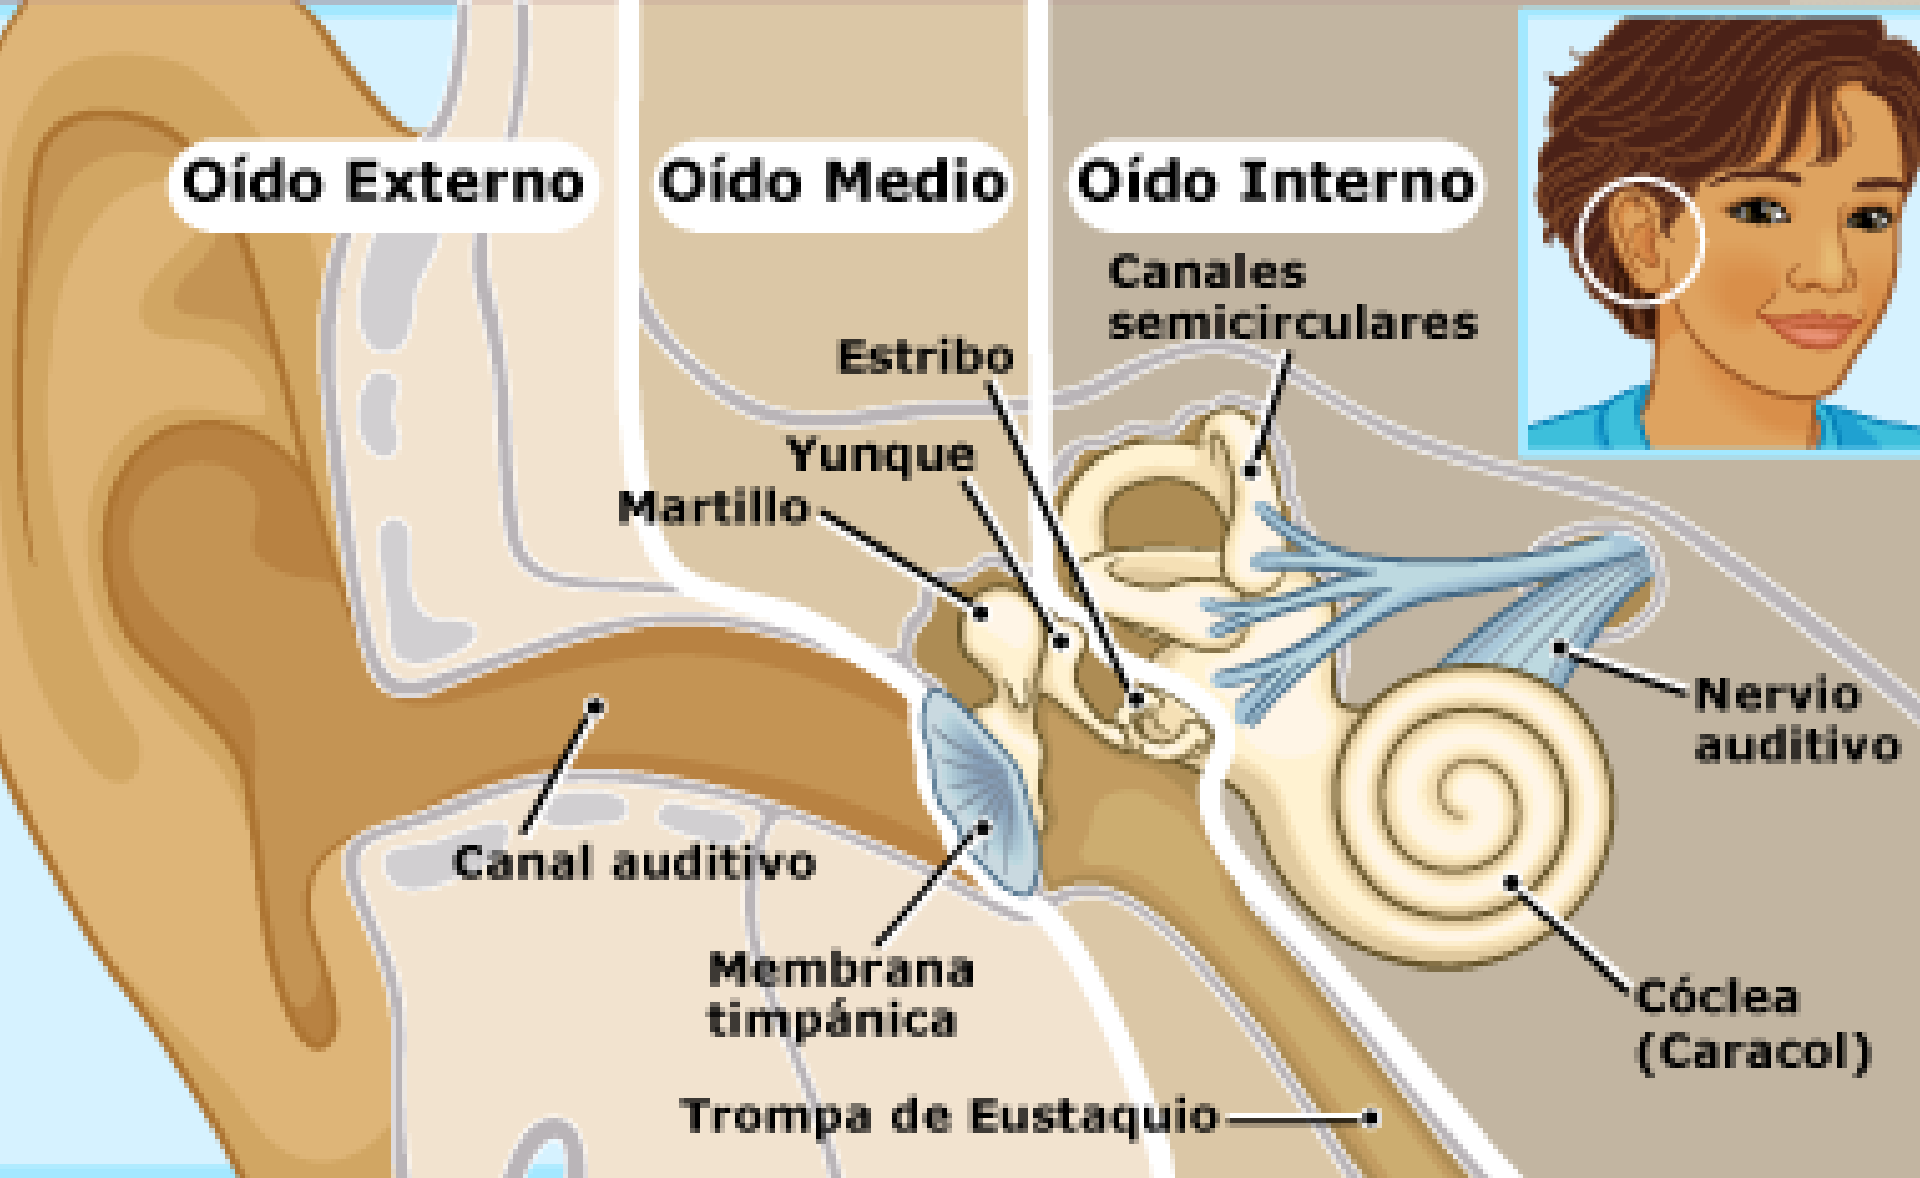 Oído Externo
Oído Medio
Oído Interno
Canales
semicirculares
Estribo
Yunque
Martillo
Nervio
auditivo
Canal auditivo
Membrana
timpánica
Cóclea
(Caracol)
Trompa de Eustaquio